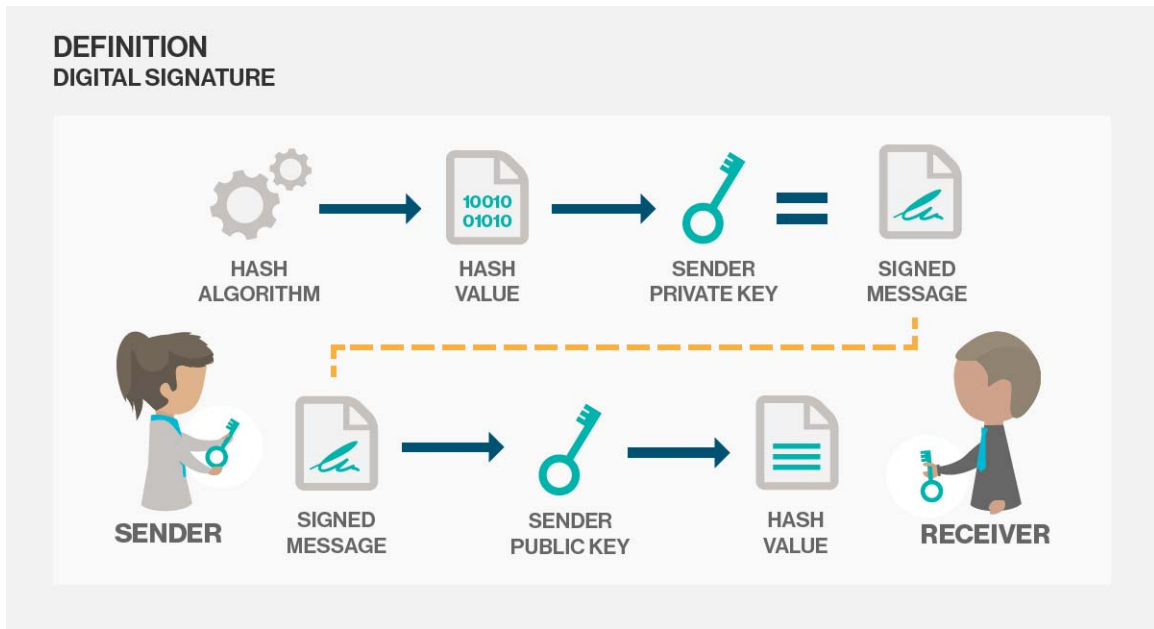 DEFINITION
DIGITAL SIGNATURE
10010
01010
HASH
ALGORITHM
HASH
VALUE
SENDER
PRIVATE KEY
SIGNED
MESSAGE
SENDER
SIGNED
MESSAGE
SENDER
PUBLIC KEY
HASH
VALUE
RECEIVER